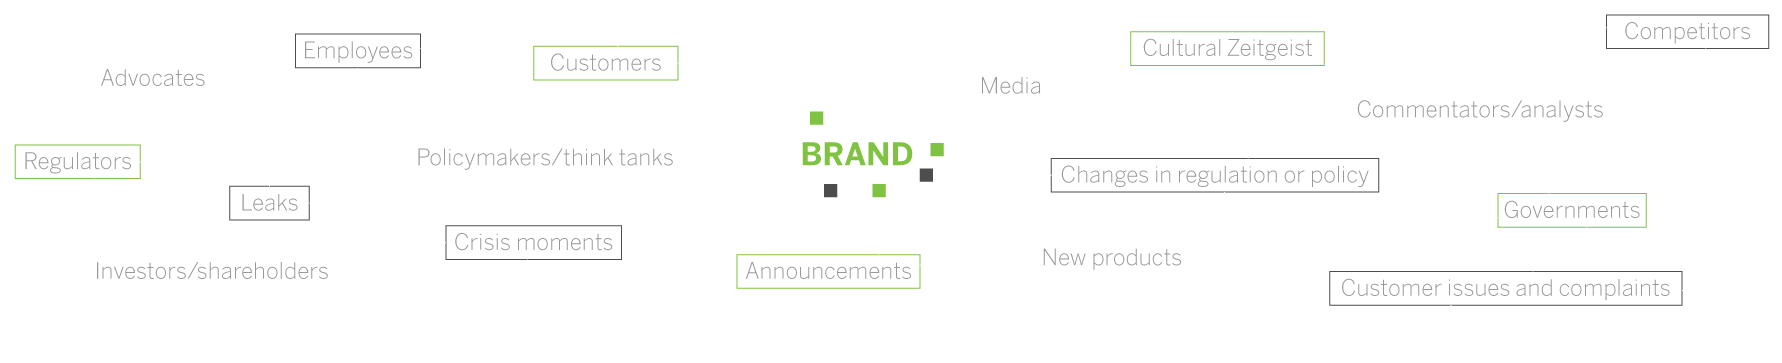 Competitors
Employees
Cultural Zeitgeist
Customers
Advocates
Media
Commentators/analysts
BRAND
Policymakers/think tanks
Regulators
Changes in regulation or policy
Leaks
Governments
Crisis moments
New products
Investors/shareholders
Announcements
Customer issues and complaints